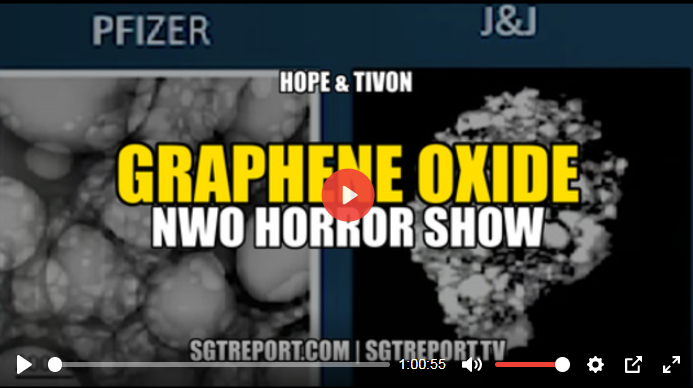 PFIZER
J&J
HOPE & TIVON
GRAPHENE OXIDE
NWO HORROR SHOW
SGTREPORT.COM | SGTREPORT.TV
1:00:55